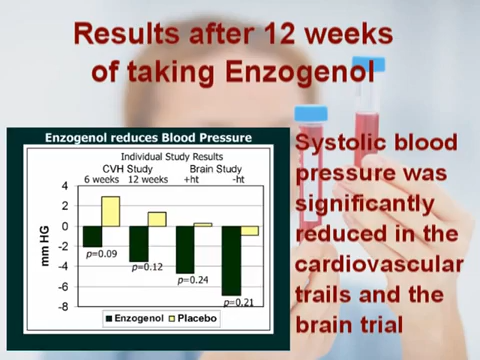 Results after 12 weeks
of taking Enzogenol
Enzogenol reduces Blood Pressure
Individual Study Results
CVH Study Brain Study
6 weeks 12 weeks +ht -ht
4
2
0
-2
-4
-6
-8
mm HG
p=0.09
p=0.12
p=0.24
p=0.21
Enzogenol Placebo
Systolic blood
pressure was
significantly
reduced in the
cardiovascular
trails and the
brain trial